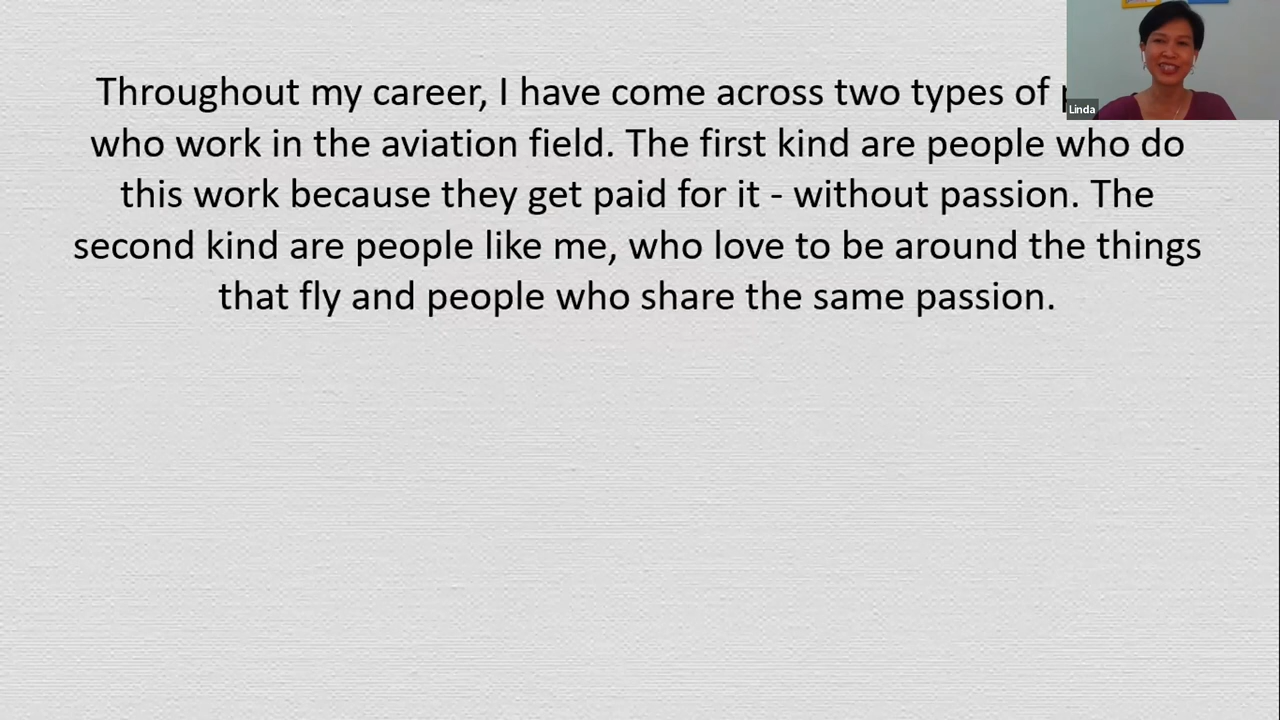 Throughout my career, I have come across two types of
who work in the aviation field. The first kind are people who do
this work because they get paid for it - without passion. The
second kind are people like me, who love to be around the things
that fly and people who share the same passion.
Linda